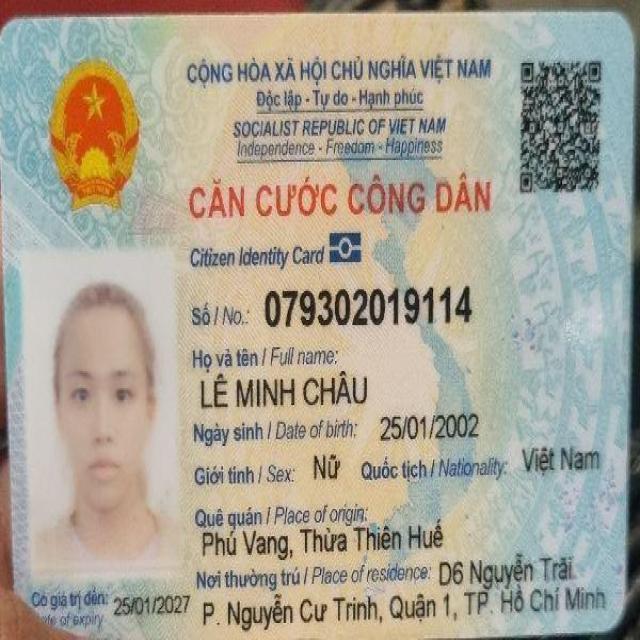 CỘNG HÒA XÃ HỘI CHỦ NGHĨA VIỆT NAM
Độc lập - Tự do - Hạnh phúc
SOCIALIST REPUBLIC OF VIET NAM
Independence - Freedom - Happiness
CĂN CƯỚC CÔNG DÂN
Citizen Identity Card
Số / No.: 079302019114
Họ và tên / Full name:
LÊ MINH CHÂU
Ngày sinh / Date of birth: 25/01/2002
Giới tính / Sex: Nữ Quốc tịch / Nationality: Việt Nam
Quê quán / Place of origin:
Phú Vang, Thừa Thiên Huế
Nơi thường trú / Place of residence: D6 Nguyễn Trãi
P. Nguyễn Cư Trinh, Quận 1, TP. Hồ Chí Minh
Có giá trị đến: 25/01/2027
of expiry